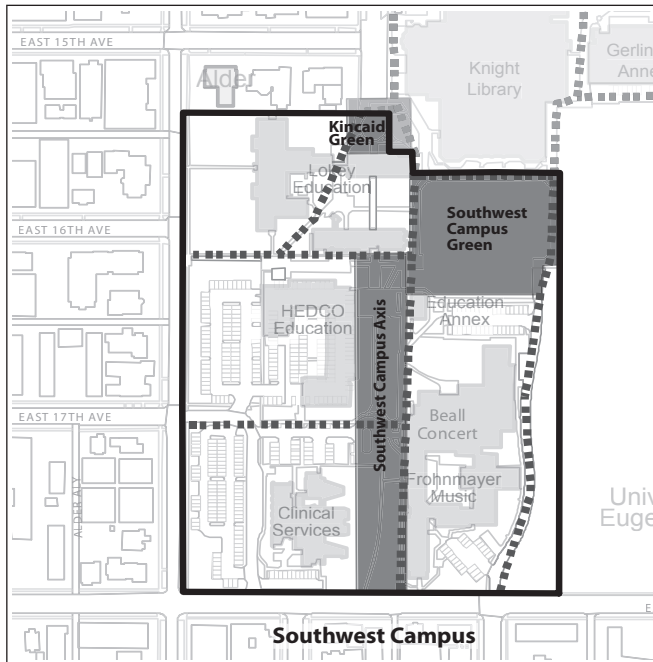 EAST 15TH AVE
Alder
Knight
Library
Gerlin
Anne
Kincaid
Green
Lokey
Education
Southwest
Campus
Green
EAST 16TH AVE
HEDCO
Education
Education
Annex
Southwest Campus Axis
EAST 17TH AVE
Beall
Concert
ALDER ALY
Frohnmayer
Music
Clinical
Services
Univ
Euge
E
Southwest Campus